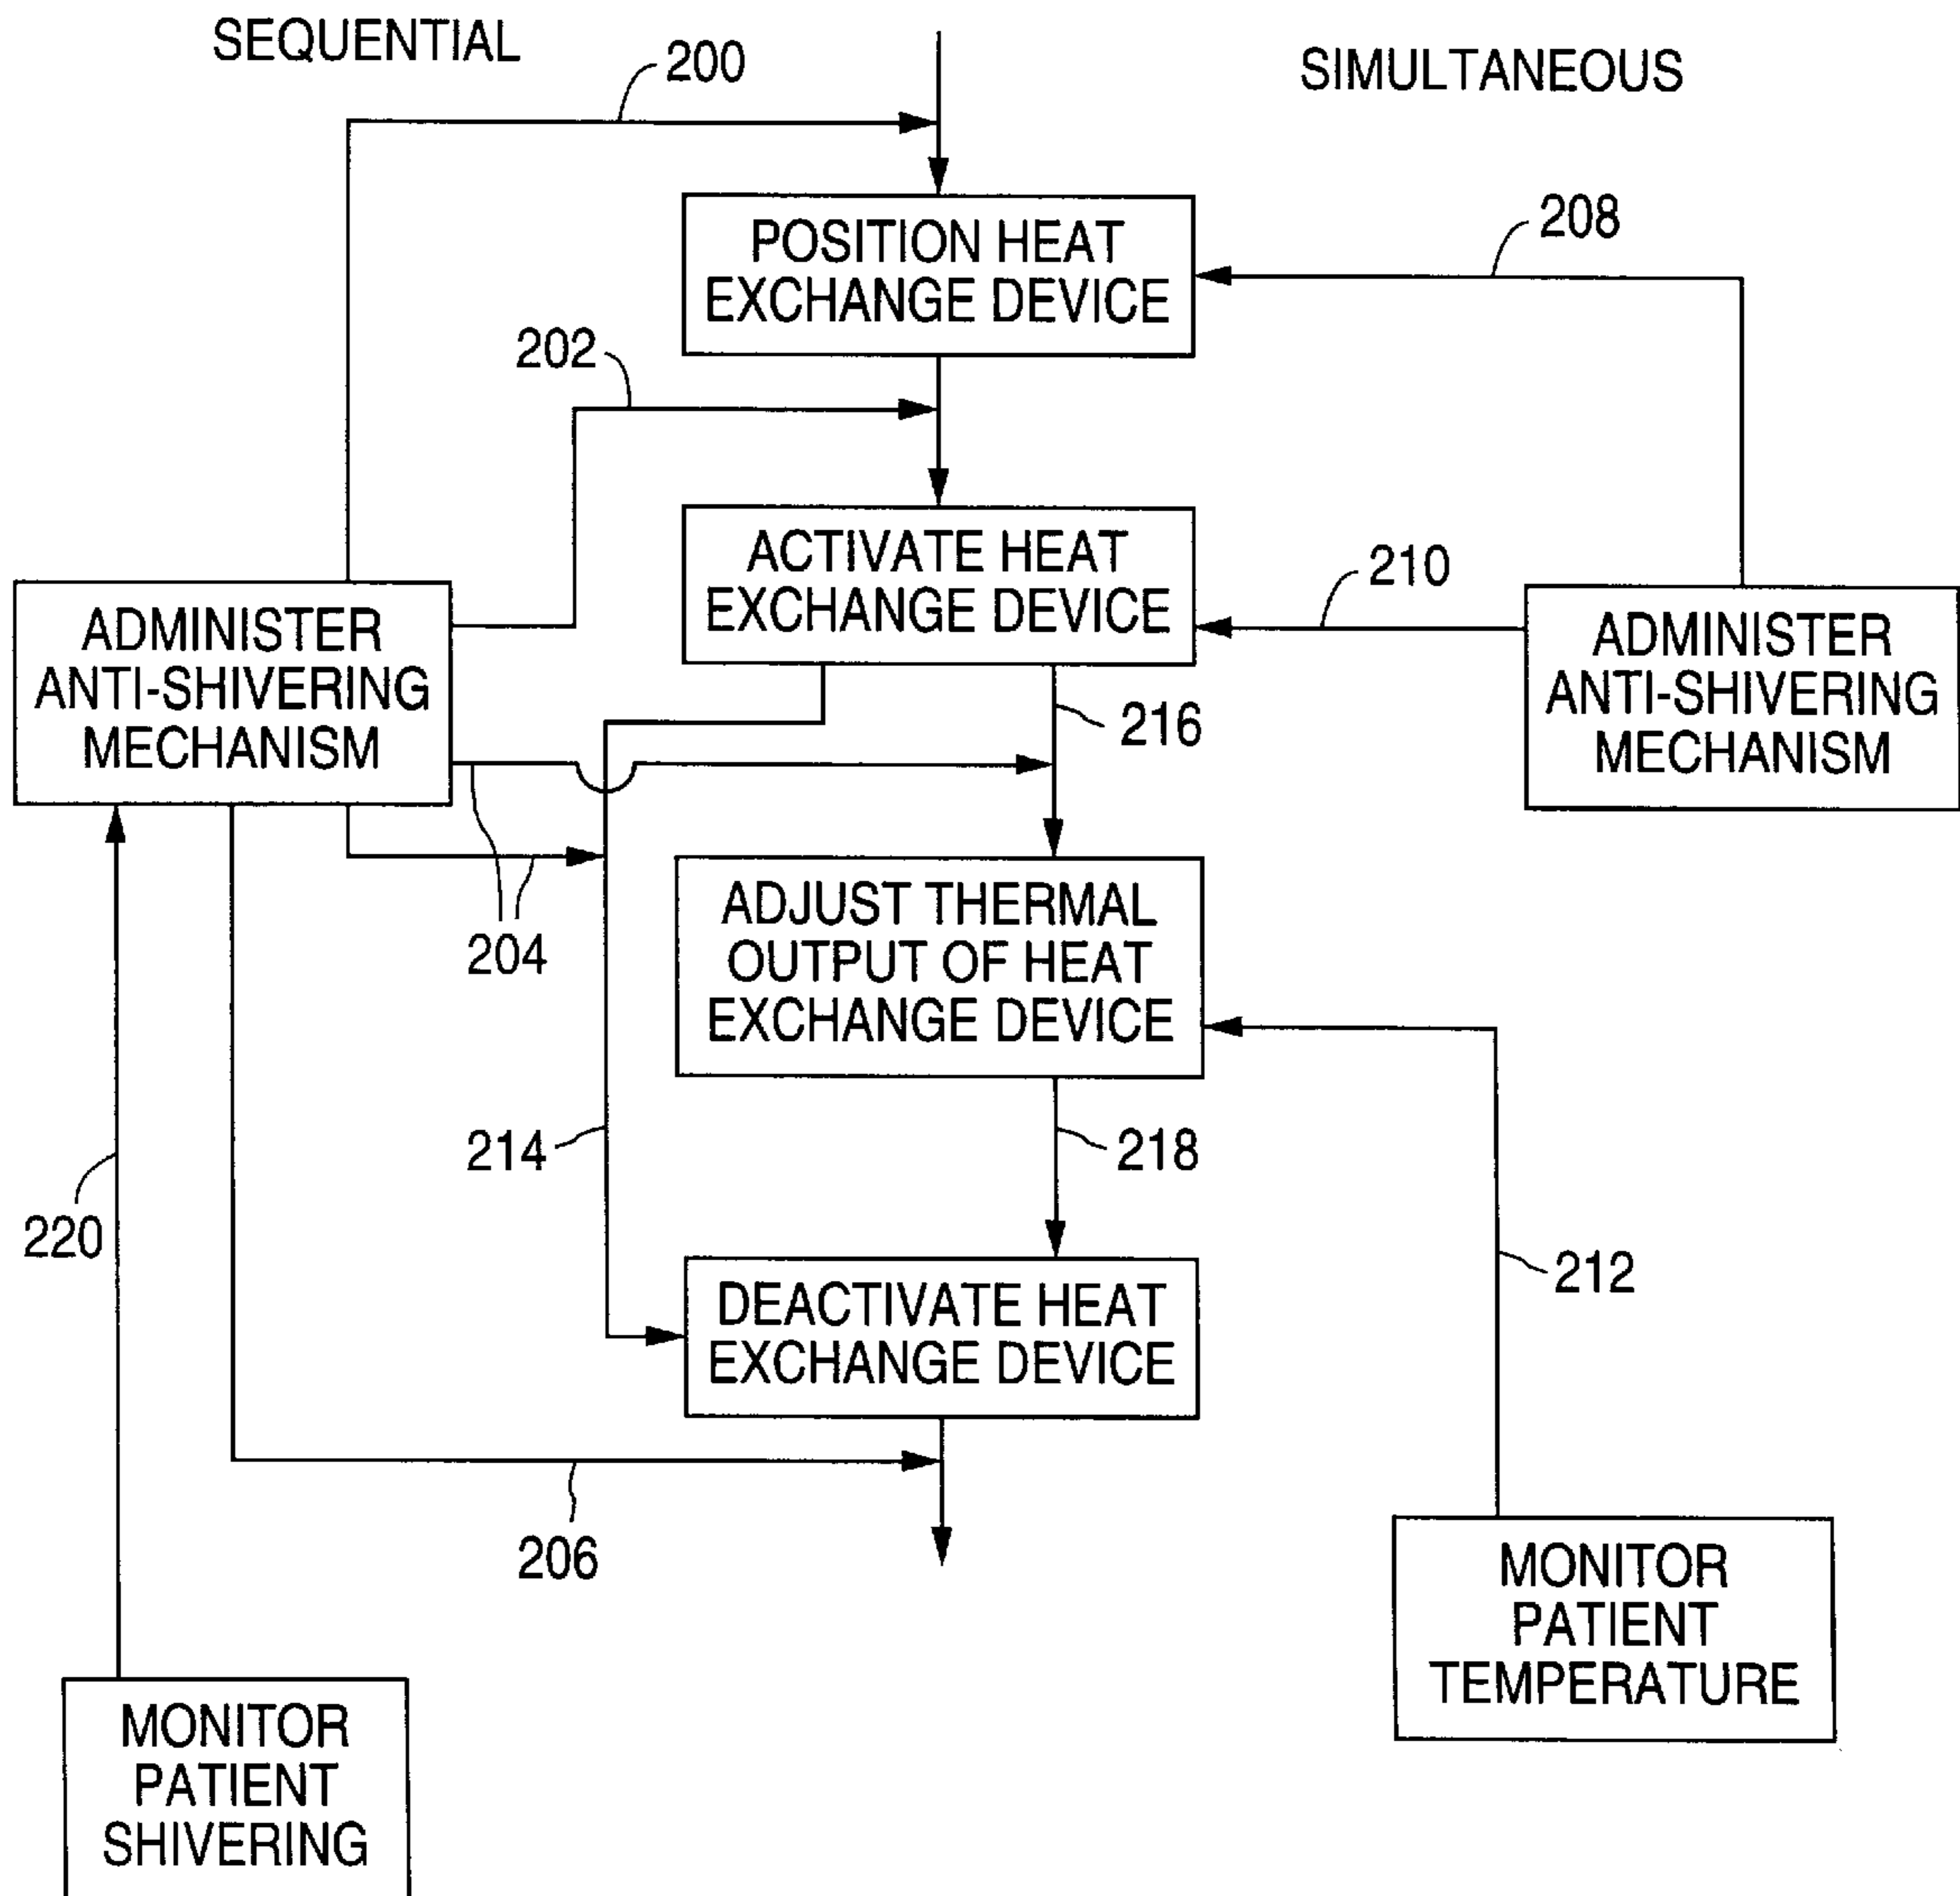 SEQUENTIAL
200
SIMULTANEOUS
POSITION HEAT
EXCHANGE DEVICE
208
202
ACTIVATE HEAT
EXCHANGE DEVICE
210
ADMINISTER
ANTI-SHIVERING
MECHANISM
ADMINISTER
ANTI-SHIVERING
MECHANISM
216
204
ADJUST THERMAL
OUTPUT OF HEAT
EXCHANGE DEVICE
214
218
220
212
DEACTIVATE HEAT
EXCHANGE DEVICE
206
MONITOR
PATIENT
TEMPERATURE
MONITOR
PATIENT
SHIVERING